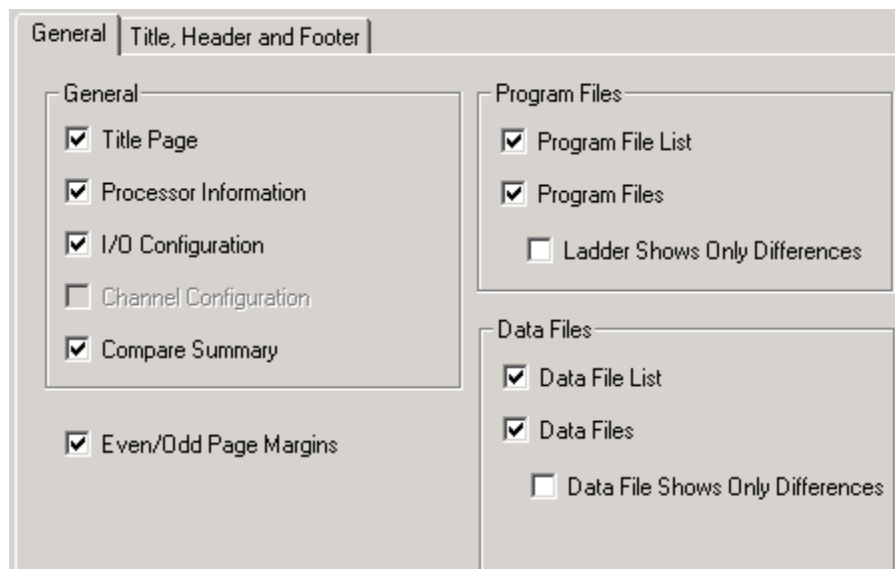 General
Title, Header and Footer
General
Title Page
Processor Information
I/O Configuration
Channel Configuration
Compare Summary
Even/Odd Page Margins
Program Files
Program File List
Program Files
Ladder Shows Only Differences
Data Files
Data File List
Data Files
Data File Shows Only Differences